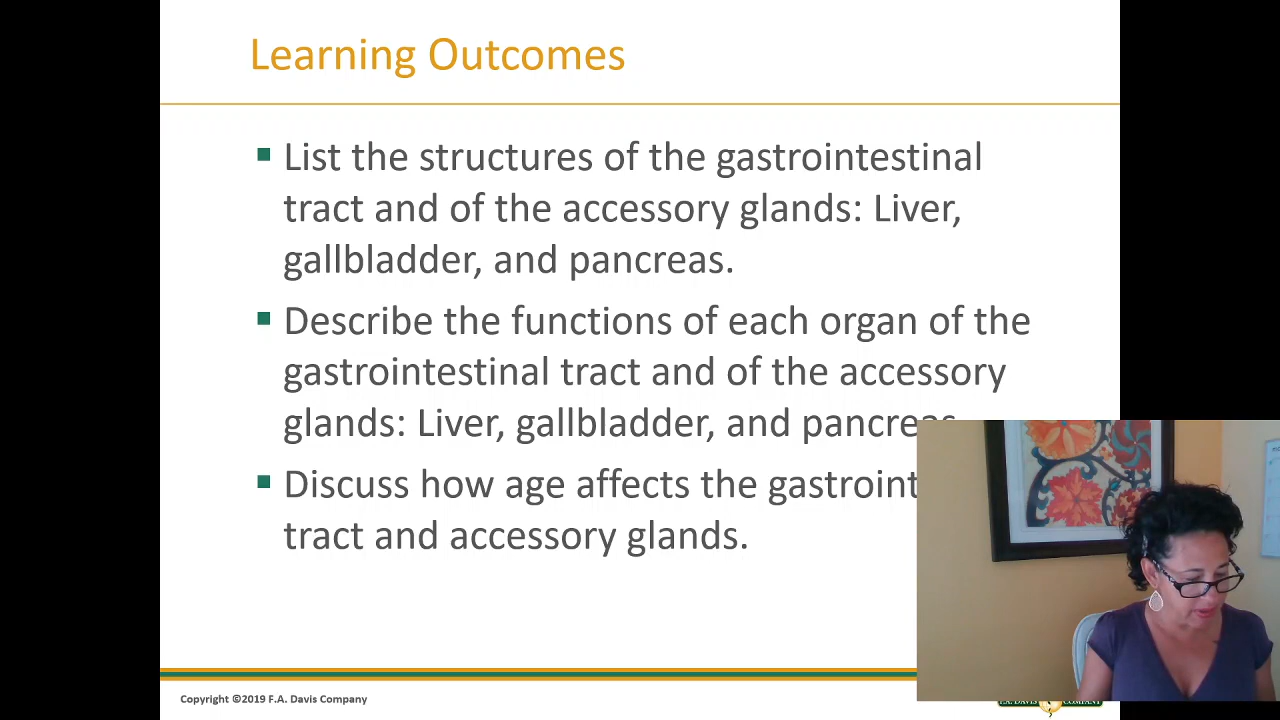 Learning Outcomes
List the structures of the gastrointestinal
tract and of the accessory glands: Liver,
gallbladder, and pancreas.
Describe the functions of each organ of the
gastrointestinal tract and of the accessory
glands: Liver, gallbladder, and
Discuss how age affects the
tract and accessory glands.
Copyright ©2019 F.A. Davis Company